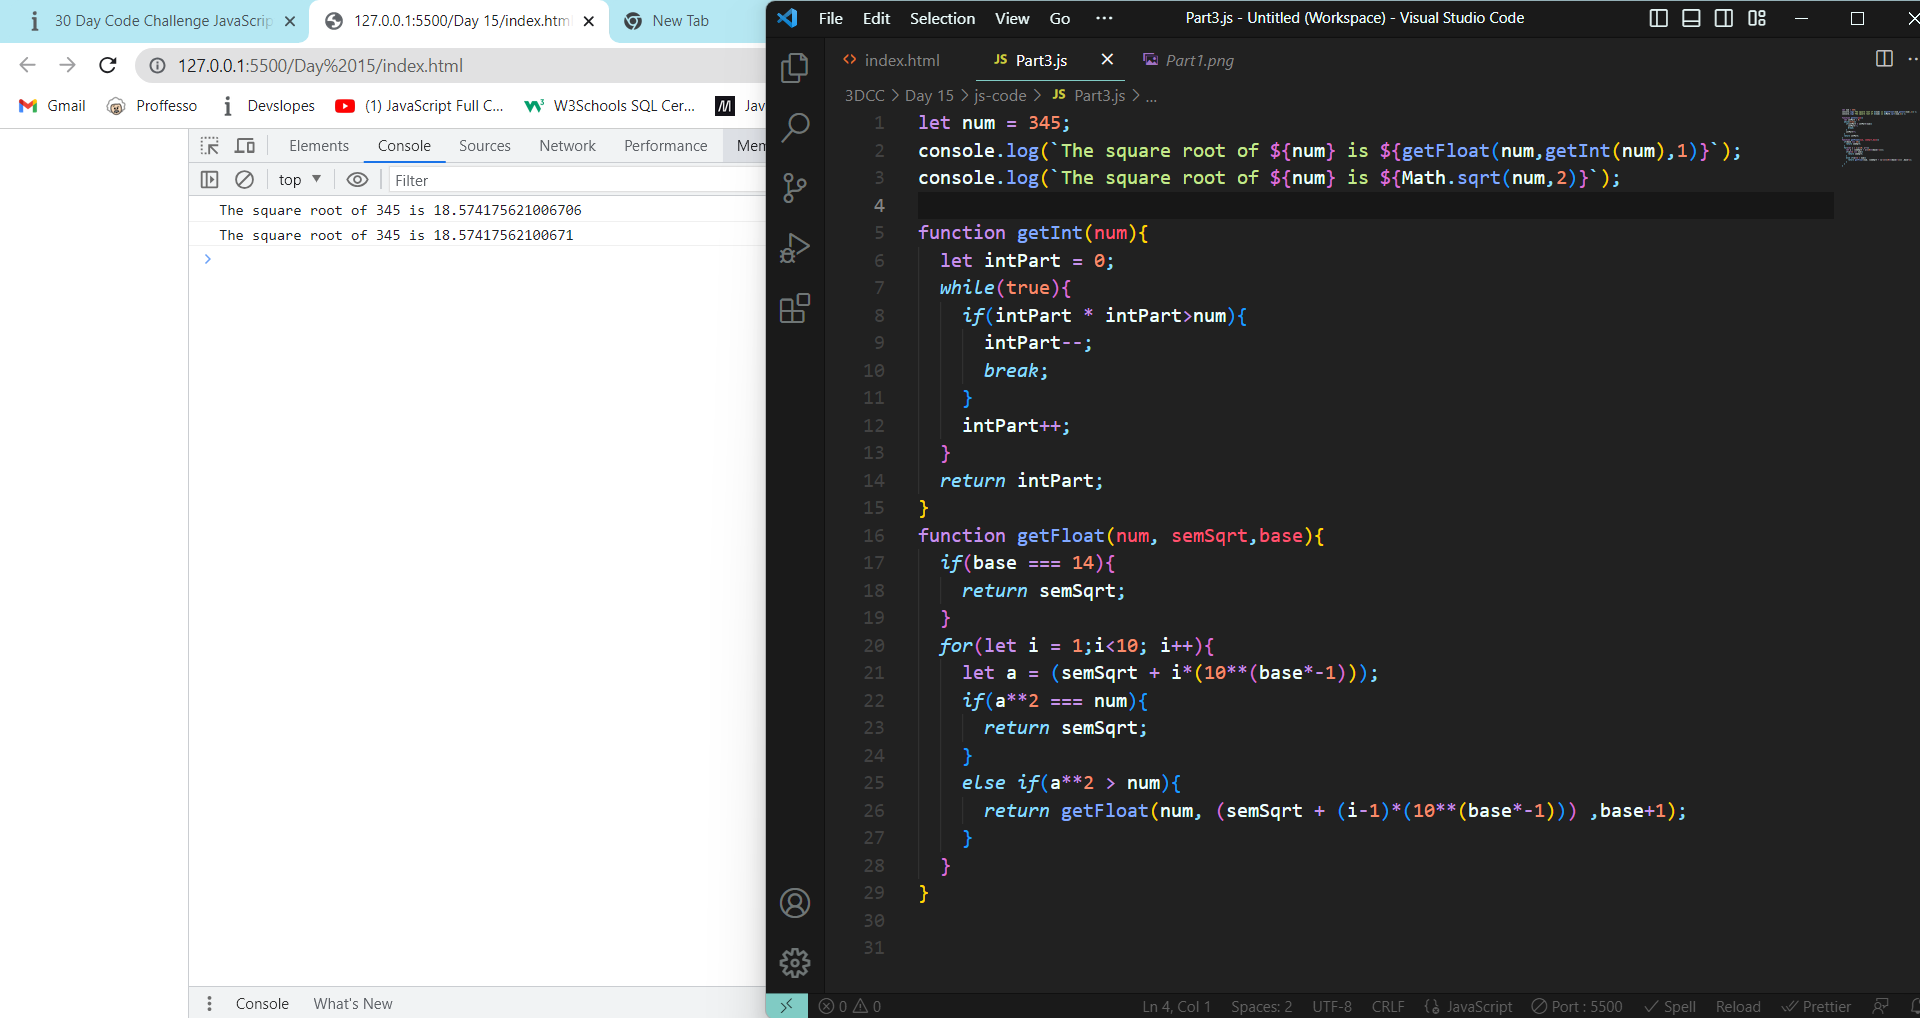 30 Day Code Challenge JavaScrip
127.0.0.1:5500/Day 15/index.htm
New Tab
127.0.0.1:5500/Day%2015/index.html
Gmail
Proffesso
Devslopes
(1) JavaScript Full C...
W3Schools SQL Cer...
Jav
Elements
Console
Sources
Network
Performance
Mem
top
Filter
The square root of 345 is 18.574175621006706
The square root of 345 is 18.57417562100671
>
Console
What's New
File Edit Selection View Go ...
Part3.js - Untitled (Workspace) - Visual Studio Code
<> index.html
JS Part3.js
Part1.png
3DCC > Day 15 > js-code > JS Part3.js > ...
1 let num = 345;
2 console.log(`The square root of ${num} is ${getFloat(num,getInt(num),1)}`);
3 console.log(`The square root of ${num} is ${Math.sqrt(num,2)}`);
4
5 function getInt(num){
6 let intPart = 0;
7 while(true){
8 if(intPart * intPart>num){
9 intPart--;
10 break;
11 }
12 intPart++;
13 }
14 return intPart;
15 }
16 function getFloat(num, semSqrt,base){
17 if(base === 14){
18 return semSqrt;
19 }
20 for(let i = 1;i<10; i++){
21 let a = (semSqrt + i*(10**(base*-1)));
22 if(a**2 === num){
23 return semSqrt;
24 }
25 else if(a**2 > num){
26 return getFloat(num, (semSqrt + (i-1)*(10**(base*-1))) ,base+1);
27 }
28 }
29 }
30
31
0 0
Ln 4, Col 1
Spaces: 2
UTF-8
CRLF
{} JavaScript
Port : 5500
Spell
Reload
Prettier